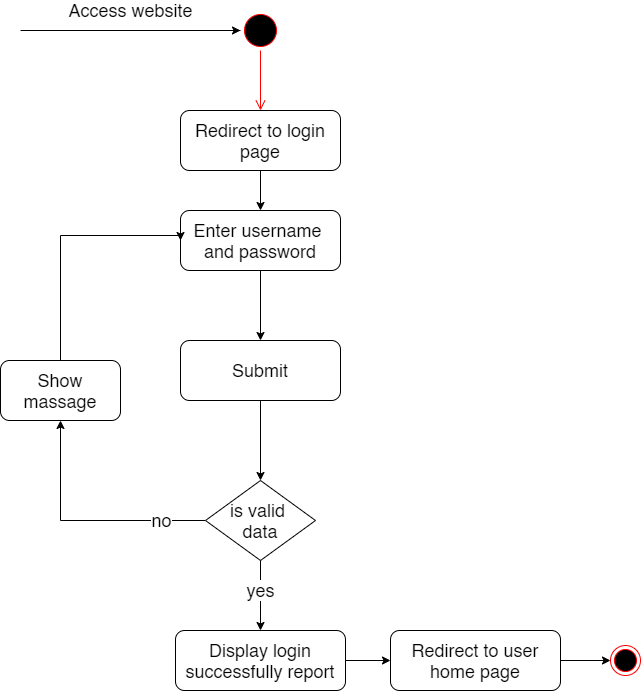 Access website
Redirect to login
page
Enter username
and password
Submit
Show
massage
is valid
data
no
yes
Display login
successfully report
Redirect to user
home page